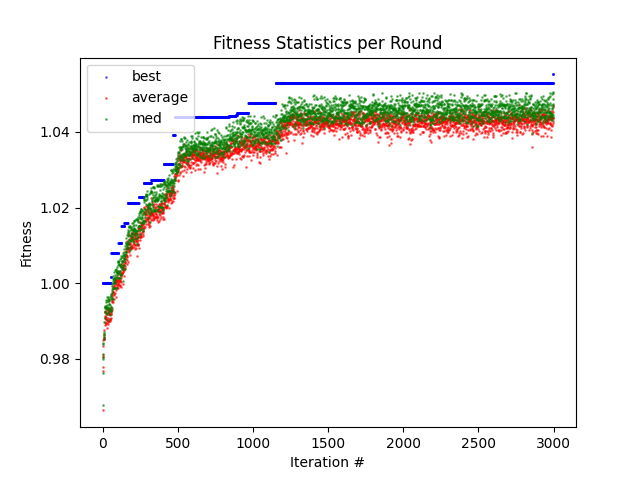 Fitness Statistics per Round
best
average
med
Fitness
1.04
1.02
1.00
0.98
0
500
1000
1500
2000
2500
3000
Iteration #